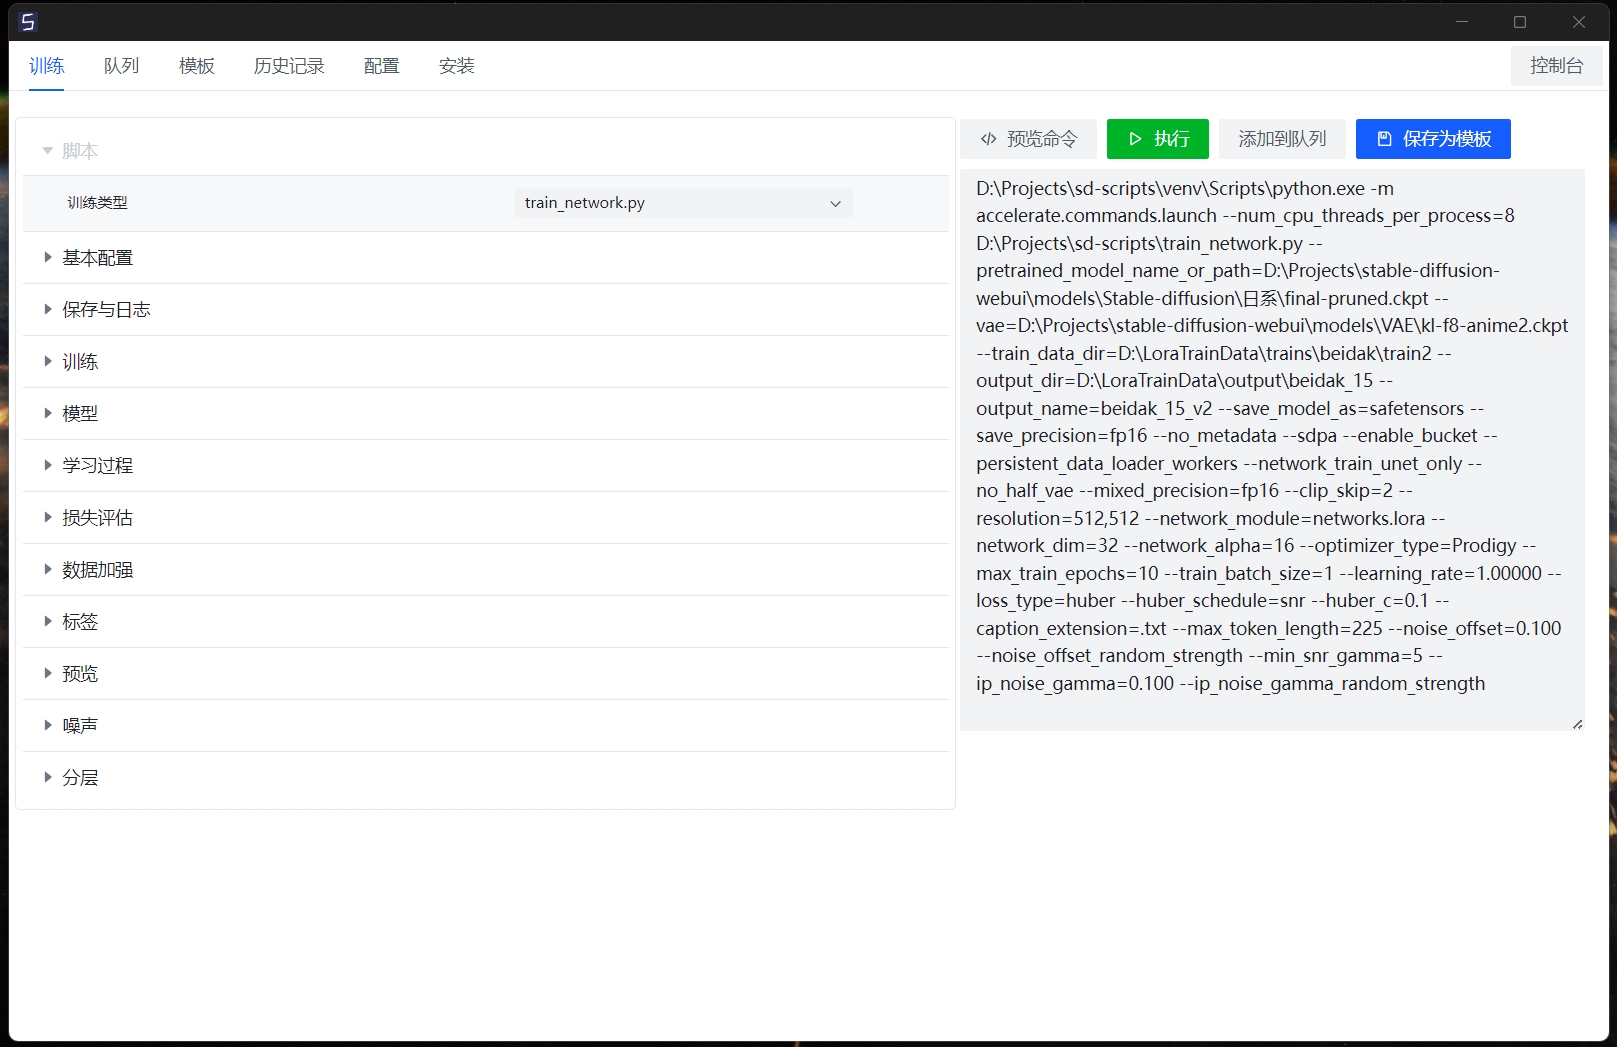 训练
队列
模板
历史记录
配置
安装
控制台
脚本
训练类型
train_network.py
基本配置
保存与日志
训练
模型
学习过程
损失评估
数据加强
标签
预览
噪声
分层
预览命令
执行
添加到队列
保存为模板
D:\Projects\sd-scripts\venv\Scripts\python.exe -m
accelerate.commands.launch --num_cpu_threads_per_process=8
D:\Projects\sd-scripts\train_network.py --
pretrained_model_name_or_path=D:\Projects\stable-diffusion-
webui\models\Stable-diffusion\日系\final-pruned.ckpt --
vae=D:\Projects\stable-diffusion-webui\models\VAE\kl-f8-anime2.ckpt
--train_data_dir=D:\LoraTrainData\trains\beidak\train2 --
output_dir=D:\LoraTrainData\output\beidak_15 --
output_name=beidak_15_v2 --save_model_as=safetensors --
save_precision=fp16 --no_metadata --sdpa --enable_bucket --
persistent_data_loader_workers --network_train_unet_only --
no_half_vae --mixed_precision=fp16 --clip_skip=2 --
resolution=512,512 --network_module=networks.lora --
network_dim=32 --network_alpha=16 --optimizer_type=Prodigy --
max_train_epochs=10 --train_batch_size=1 --learning_rate=1.00000 --
loss_type=huber --huber_schedule=snr --huber_c=0.1 --
caption_extension=.txt --max_token_length=225 --noise_offset=0.100
--noise_offset_random_strength --min_snr_gamma=5 --
ip_noise_gamma=0.100 --ip_noise_gamma_random_strength